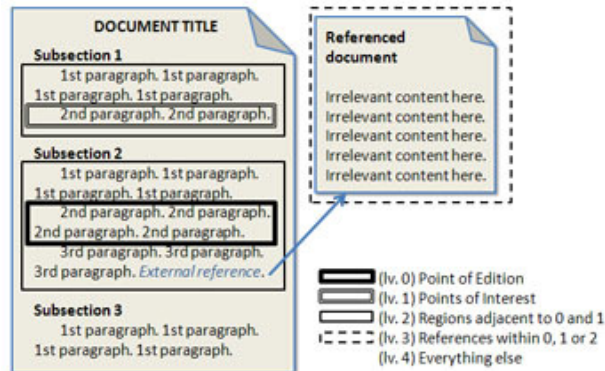 DOCUMENT TITLE
Subsection 1
1st paragraph. 1st paragraph.
1st paragraph. 1st paragraph.
2nd paragraph. 2nd paragraph.
Subsection 2
1st paragraph. 1st paragraph.
1st paragraph. 1st paragraph.
2nd paragraph. 2nd paragraph.
2nd paragraph. 2nd paragraph.
3rd paragraph. 3rd paragraph.
3rd paragraph. External reference.
Subsection 3
1st paragraph. 1st paragraph.
1st paragraph. 1st paragraph.
Referenced
document
Irrelevant content here.
Irrelevant content here.
Irrelevant content here.
Irrelevant content here.
Irrelevant content here.
(lv. 0) Point of Edition
(lv. 1) Points of Interest
(lv. 2) Regions adjacent to 0 and 1
(lv. 3) References within 0, 1 or 2
(lv. 4) Everything else